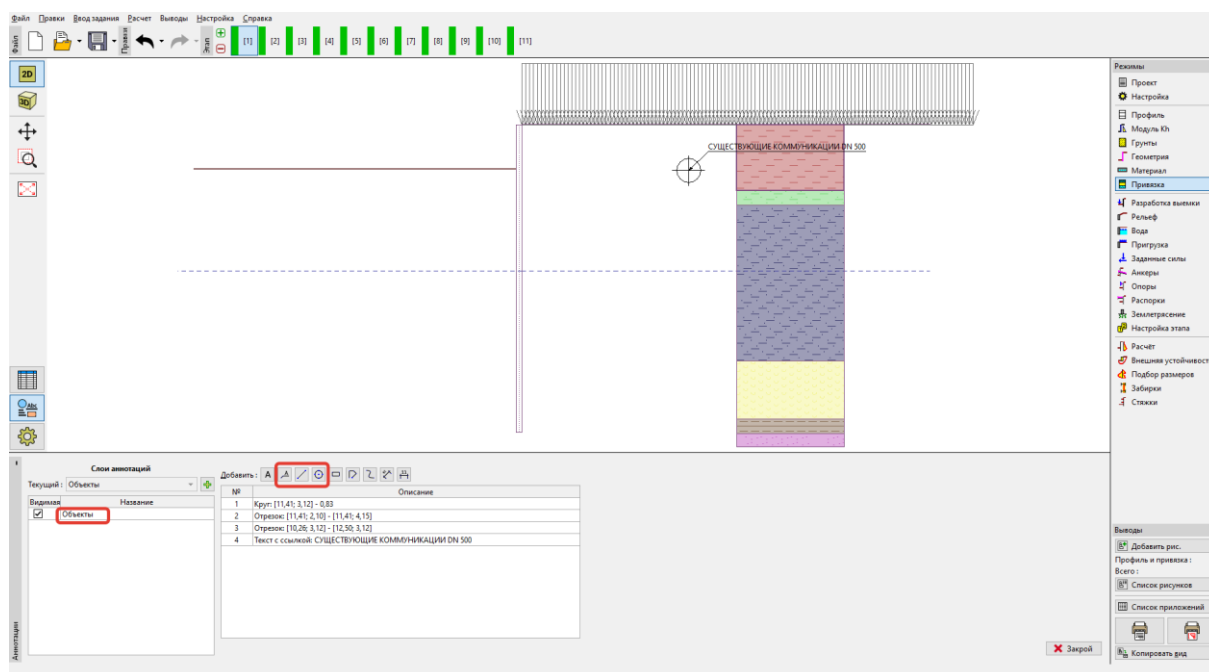 Файл Правки Ввод задания Расчет Выводы Настройка Справка
Файл Правки Этап [1] [2] [3] [4] [5] [6] [7] [8] [9] [10] [11]
2D
3D
Abc
СУЩЕСТВУЮЩИЕ КОММУНИКАЦИИ DN 500
Режимы
Проект
Настройка
Профиль
Модуль Kh
Грунты
Геометрия
Материал
Привязка
Разработка выемки
Рельеф
Вода
Пригрузка
Заданные силы
Анкеры
Опоры
Распорки
Землетрясение
Настройка этапа
Расчёт
Внешняя устойчивост
Подбор размеров
Забирки
Стяжки
Слои аннотаций
Текущий : Объекты
Видимая Название
Объекты
Добавить : A
№ Описание
1 Круг: [11,41; 3,12] - 0,83
2 Отрезок: [11,41; 2,10] - [11,41; 4,15]
3 Отрезок: [10,26; 3,12] - [12,50; 3,12]
4 Текст с ссылкой: СУЩЕСТВУЮЩИЕ КОММУНИКАЦИИ DN 500
Аннотации
Закрой
Выводы
Добавить рис.
Профиль и привязка :
Всего :
Список рисунков
Список приложений
Копировать вид